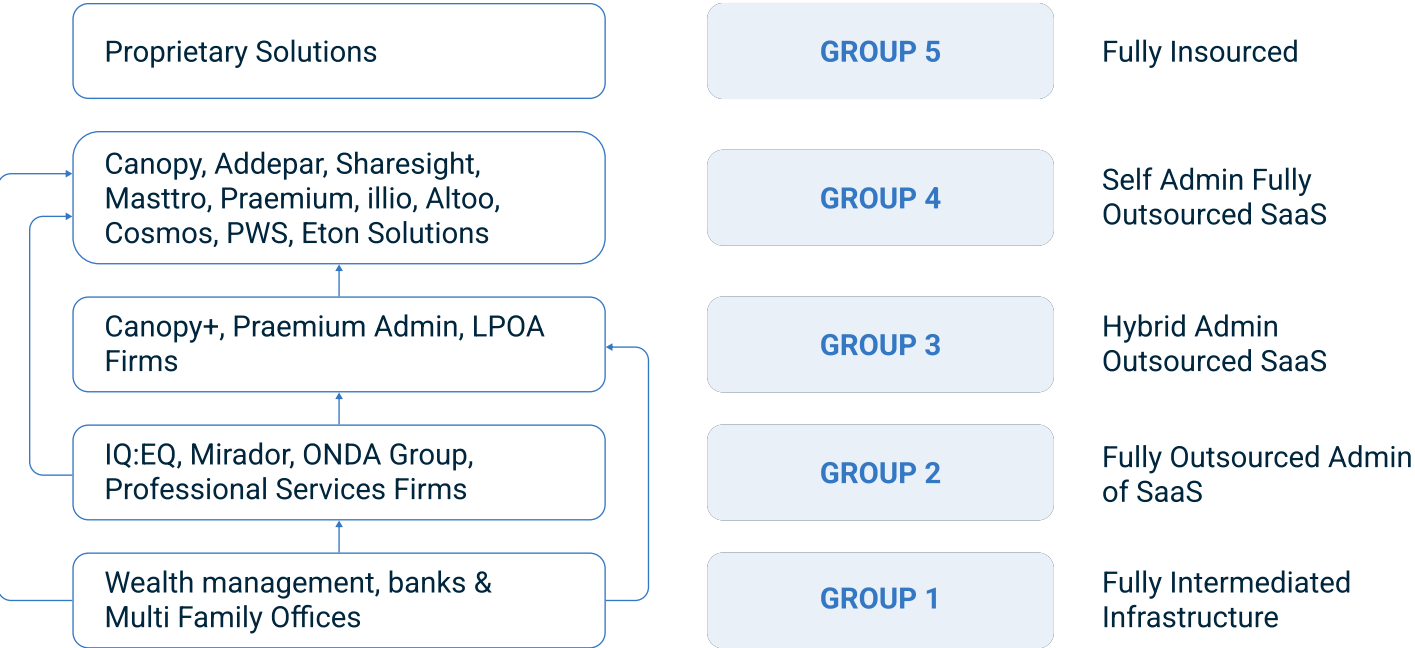 Proprietary Solutions
GROUP 5
Fully Insourced
Canopy, Addepar, Sharesight,
Masttro, Praemium, illio, Altoo,
Cosmos, PWS, Eton Solutions
GROUP 4
Self Admin Fully
Outsourced SaaS
Canopy+, Praemium Admin, LPOA
Firms
GROUP 3
Hybrid Admin
Outsourced SaaS
IQ:EQ, Mirador, ONDA Group,
Professional Services Firms
GROUP 2
Fully Outsourced Admin
of SaaS
Wealth management, banks &
Multi Family Offices
GROUP 1
Fully Intermediated
Infrastructure